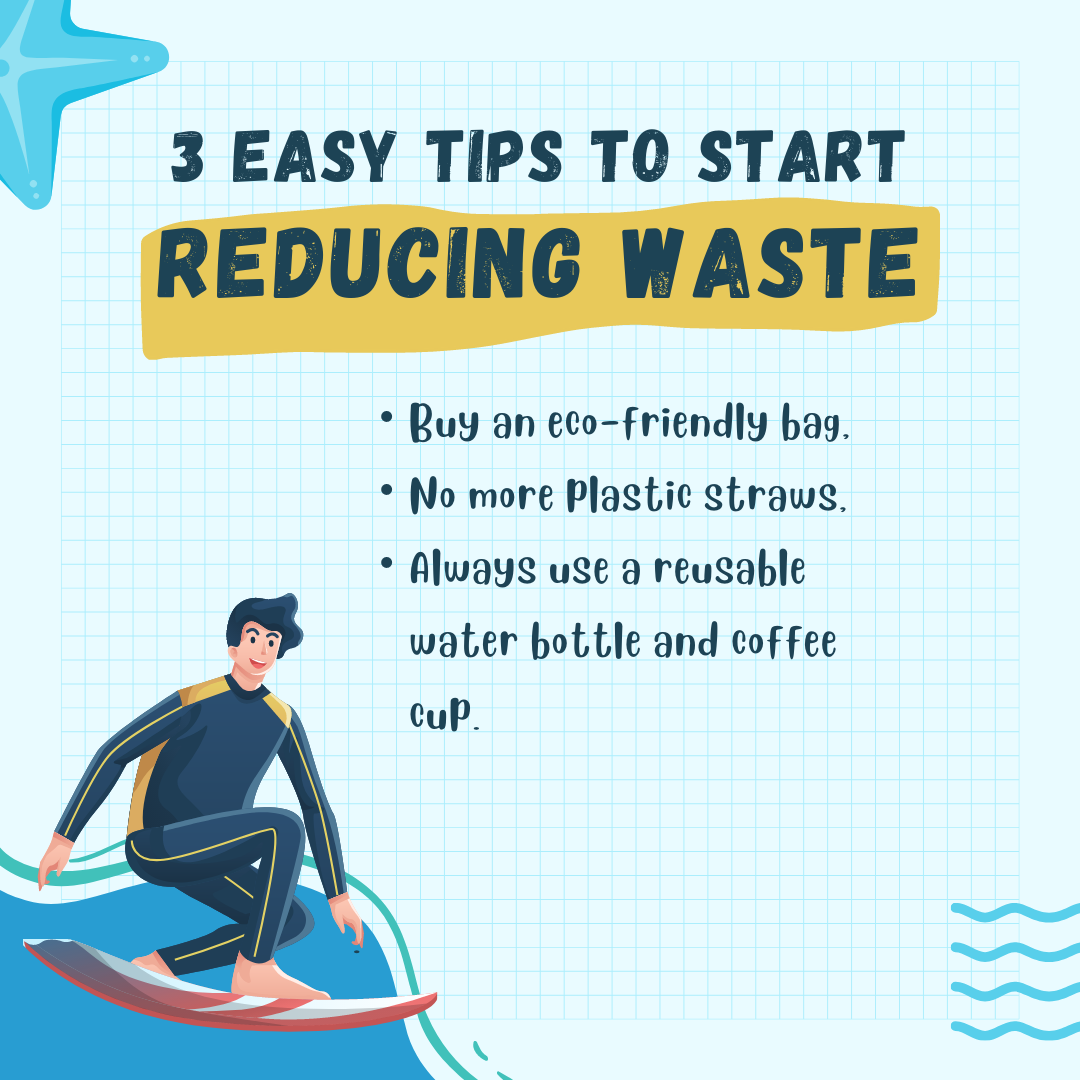 3 EASY TIPS TO START
REDUCING WASTE
• Buy an eco-friendly bag.
• No more plastic straws.
• Always use a reusable
water bottle and coffee
cup.